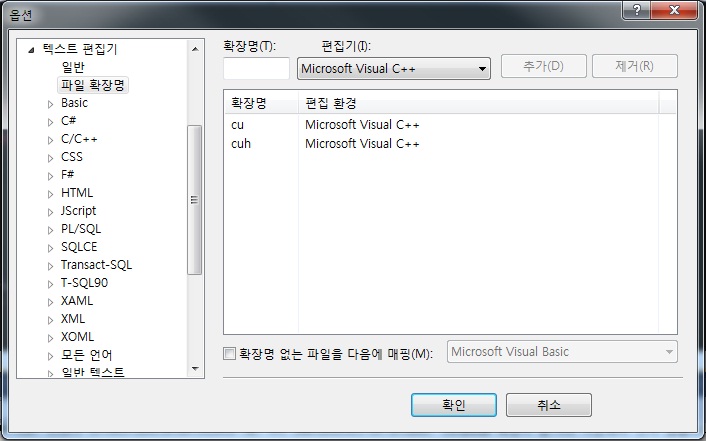 옵션
텍스트 편집기
일반
파일 확장명
Basic
C#
C/C++
CSS
F#
HTML
JScript
PL/SQL
SQLCE
Transact-SQL
T-SQL90
XAML
XML
XOML
모든 언어
일반 텍스트
확장명(T): 편집기(I):
Microsoft Visual C++ 추가(D) 제거(R)
확장명 편집 환경
cu Microsoft Visual C++
cuh Microsoft Visual C++
확장명 없는 파일을 다음에 매핑(M): Microsoft Visual Basic
확인 취소